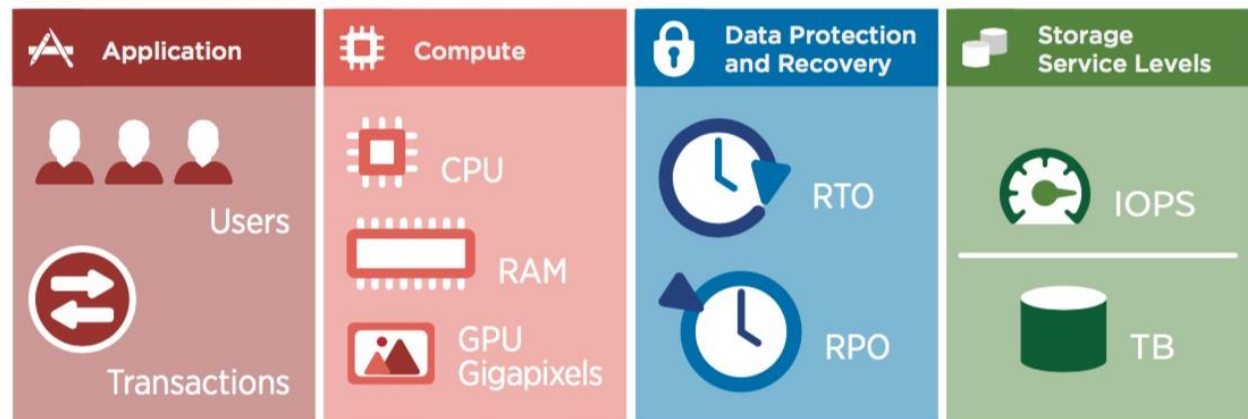 Application
Users
Transactions
Compute
CPU
RAM
GPU
Gigapixels
Data Protection
and Recovery
RTO
RPO
Storage
Service Levels
IOPS
TB